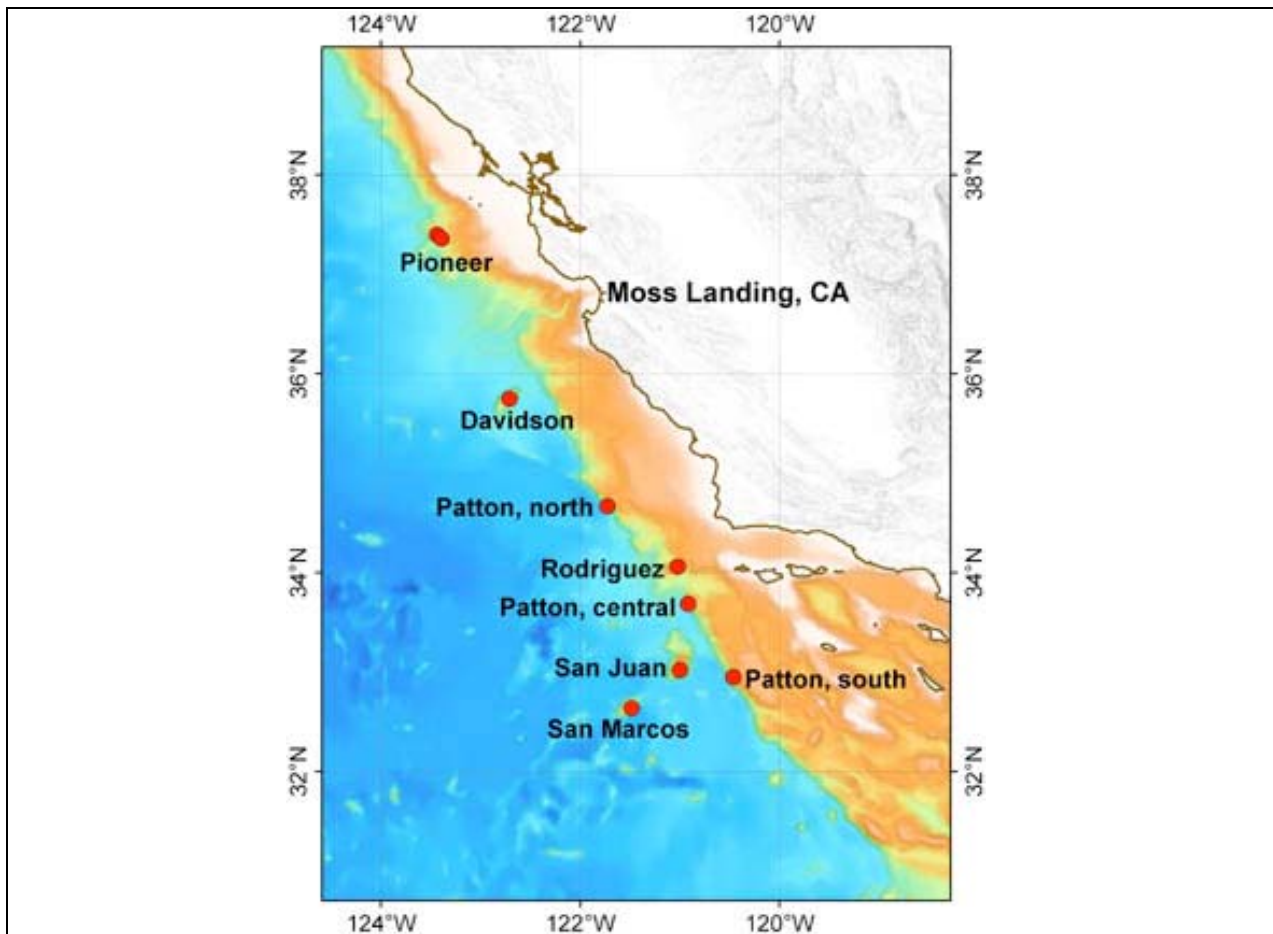 124°W 122°W 120°W
38°N 38°N
Pioneer
Moss Landing, CA
36°N 36°N
Davidson
Patton, north
34°N 34°N
Rodriguez
Patton, central
San Juan
Patton, south
San Marcos
32°N 32°N
124°W 122°W 120°W